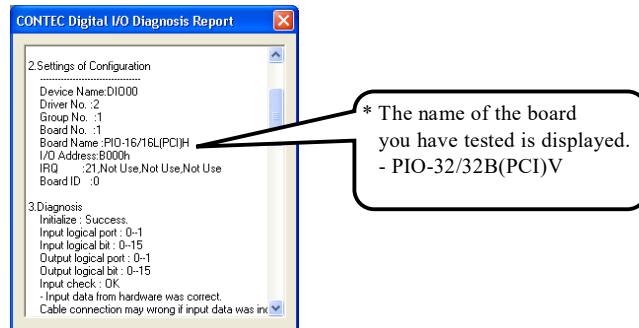 CONTEC Digital I/O Diagnosis Report
2.Settings of Configuration
--------------------------------
Device Name:DIO00
Driver No. :2
Group No. :1
Board No. :1
Board Name :PIO-16/16L(PCI)H
I/O Address:B000h
IRQ :21,Not Use,Not Use,Not Use
Board ID :0
3.Diagnosis
Initialize : Success.
Input logical port : 0--1
Input logical bit : 0--15
Output logical port : 0--1
Output logical bit : 0--15
Input check : OK
- Input data from hardware was correct.
Cable connection may wrong if input data was
* The name of the board
you have tested is displayed.
- PIO-32/32B(PCI)V